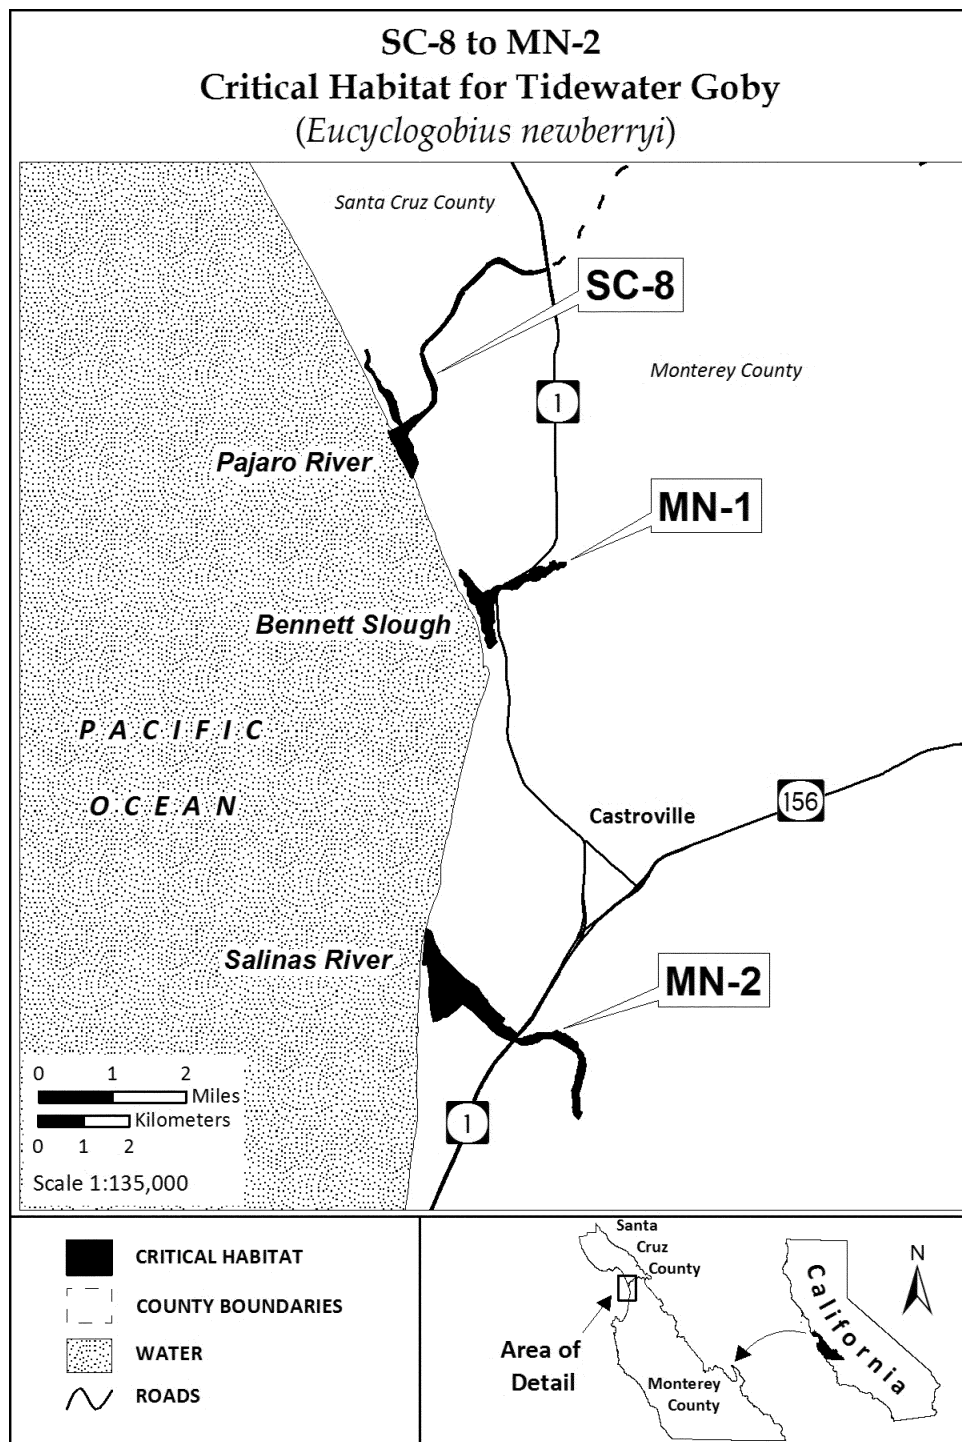 SC-8 to MN-2
Critical Habitat for Tidewater Goby
(Eucyclogobius newberryi)
Santa Cruz County
SC-8
Monterey County
1
Pajaro River
MN-1
Bennett Slough
PACIFIC
OCEAN
156
Castroville
Salinas River
MN-2
0 1 2
Miles
Kilometers
0 1 2
1
Scale 1:135,000
CRITICAL HABITAT
COUNTY BOUNDARIES
WATER
ROADS
Santa
Cruz
County
Area of
Detail
Monterey
County
California
N